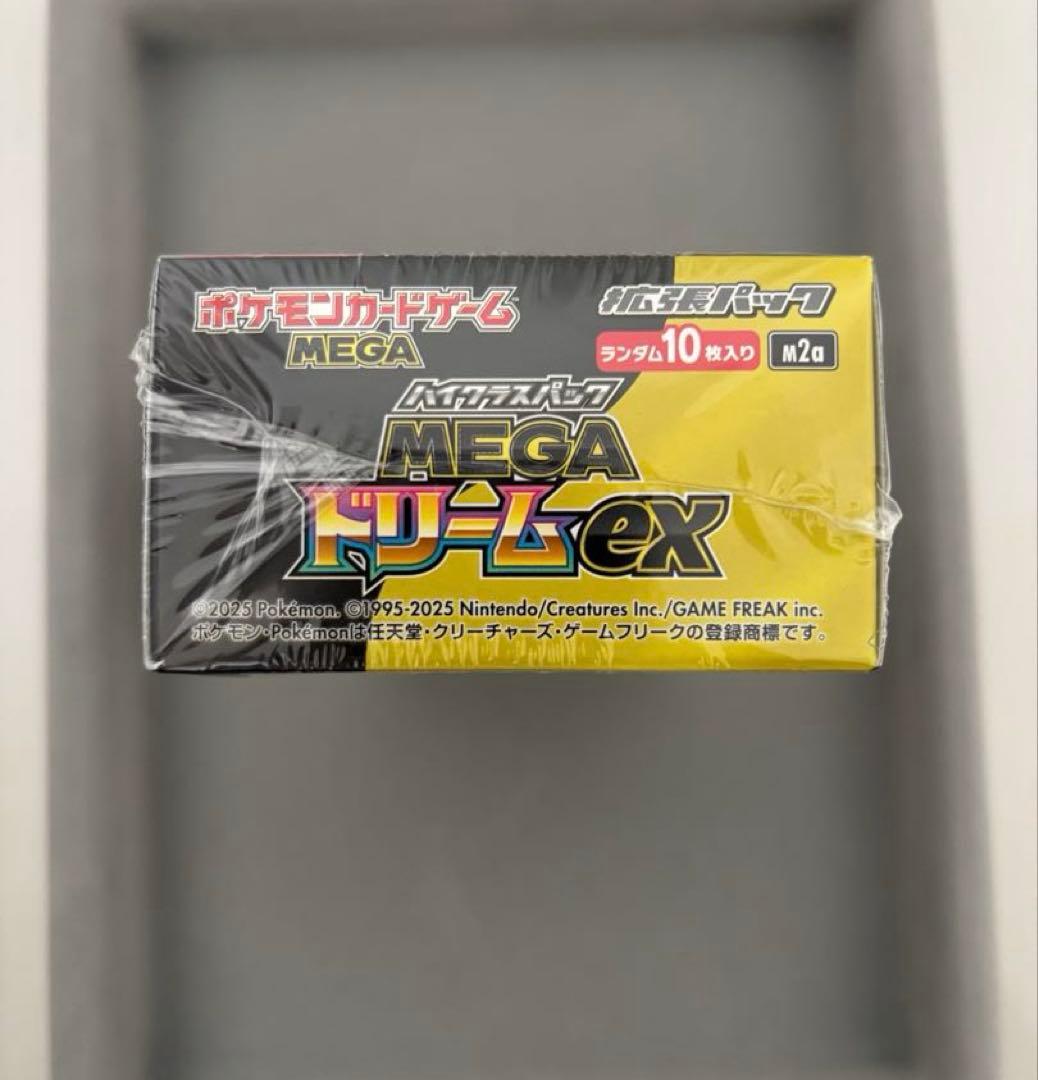 ポケモンカードゲーム
MEGA
拡張パック
ランダム10枚入り M2a
ハイクラスパック
MEGA
ドリームex
©2025 Pokémon. ©1995-2025 Nintendo/Creatures Inc./GAME FREAK inc.
ポケモン・Pokémonは任天堂・クリーチャーズ・ゲームフリークの登録商標です。